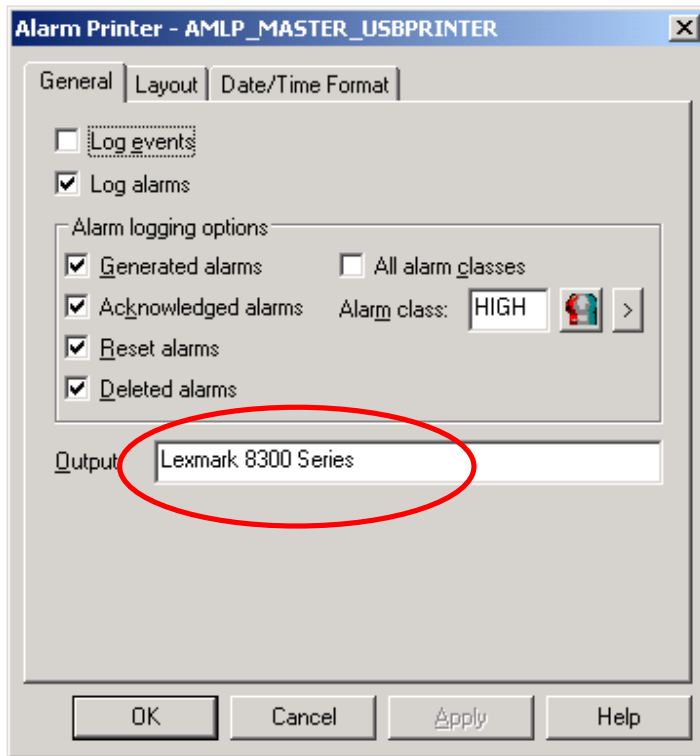 Alarm Printer - AMLP_MASTER_USBPRINTER
General Layout Date/Time Format
Log events
Log alarms
Alarm logging options
Generated alarms All alarm classes
Acknowledged alarms Alarm class: HIGH >
Reset alarms
Deleted alarms
Output Lexmark 8300 Series
OK Cancel Apply Help